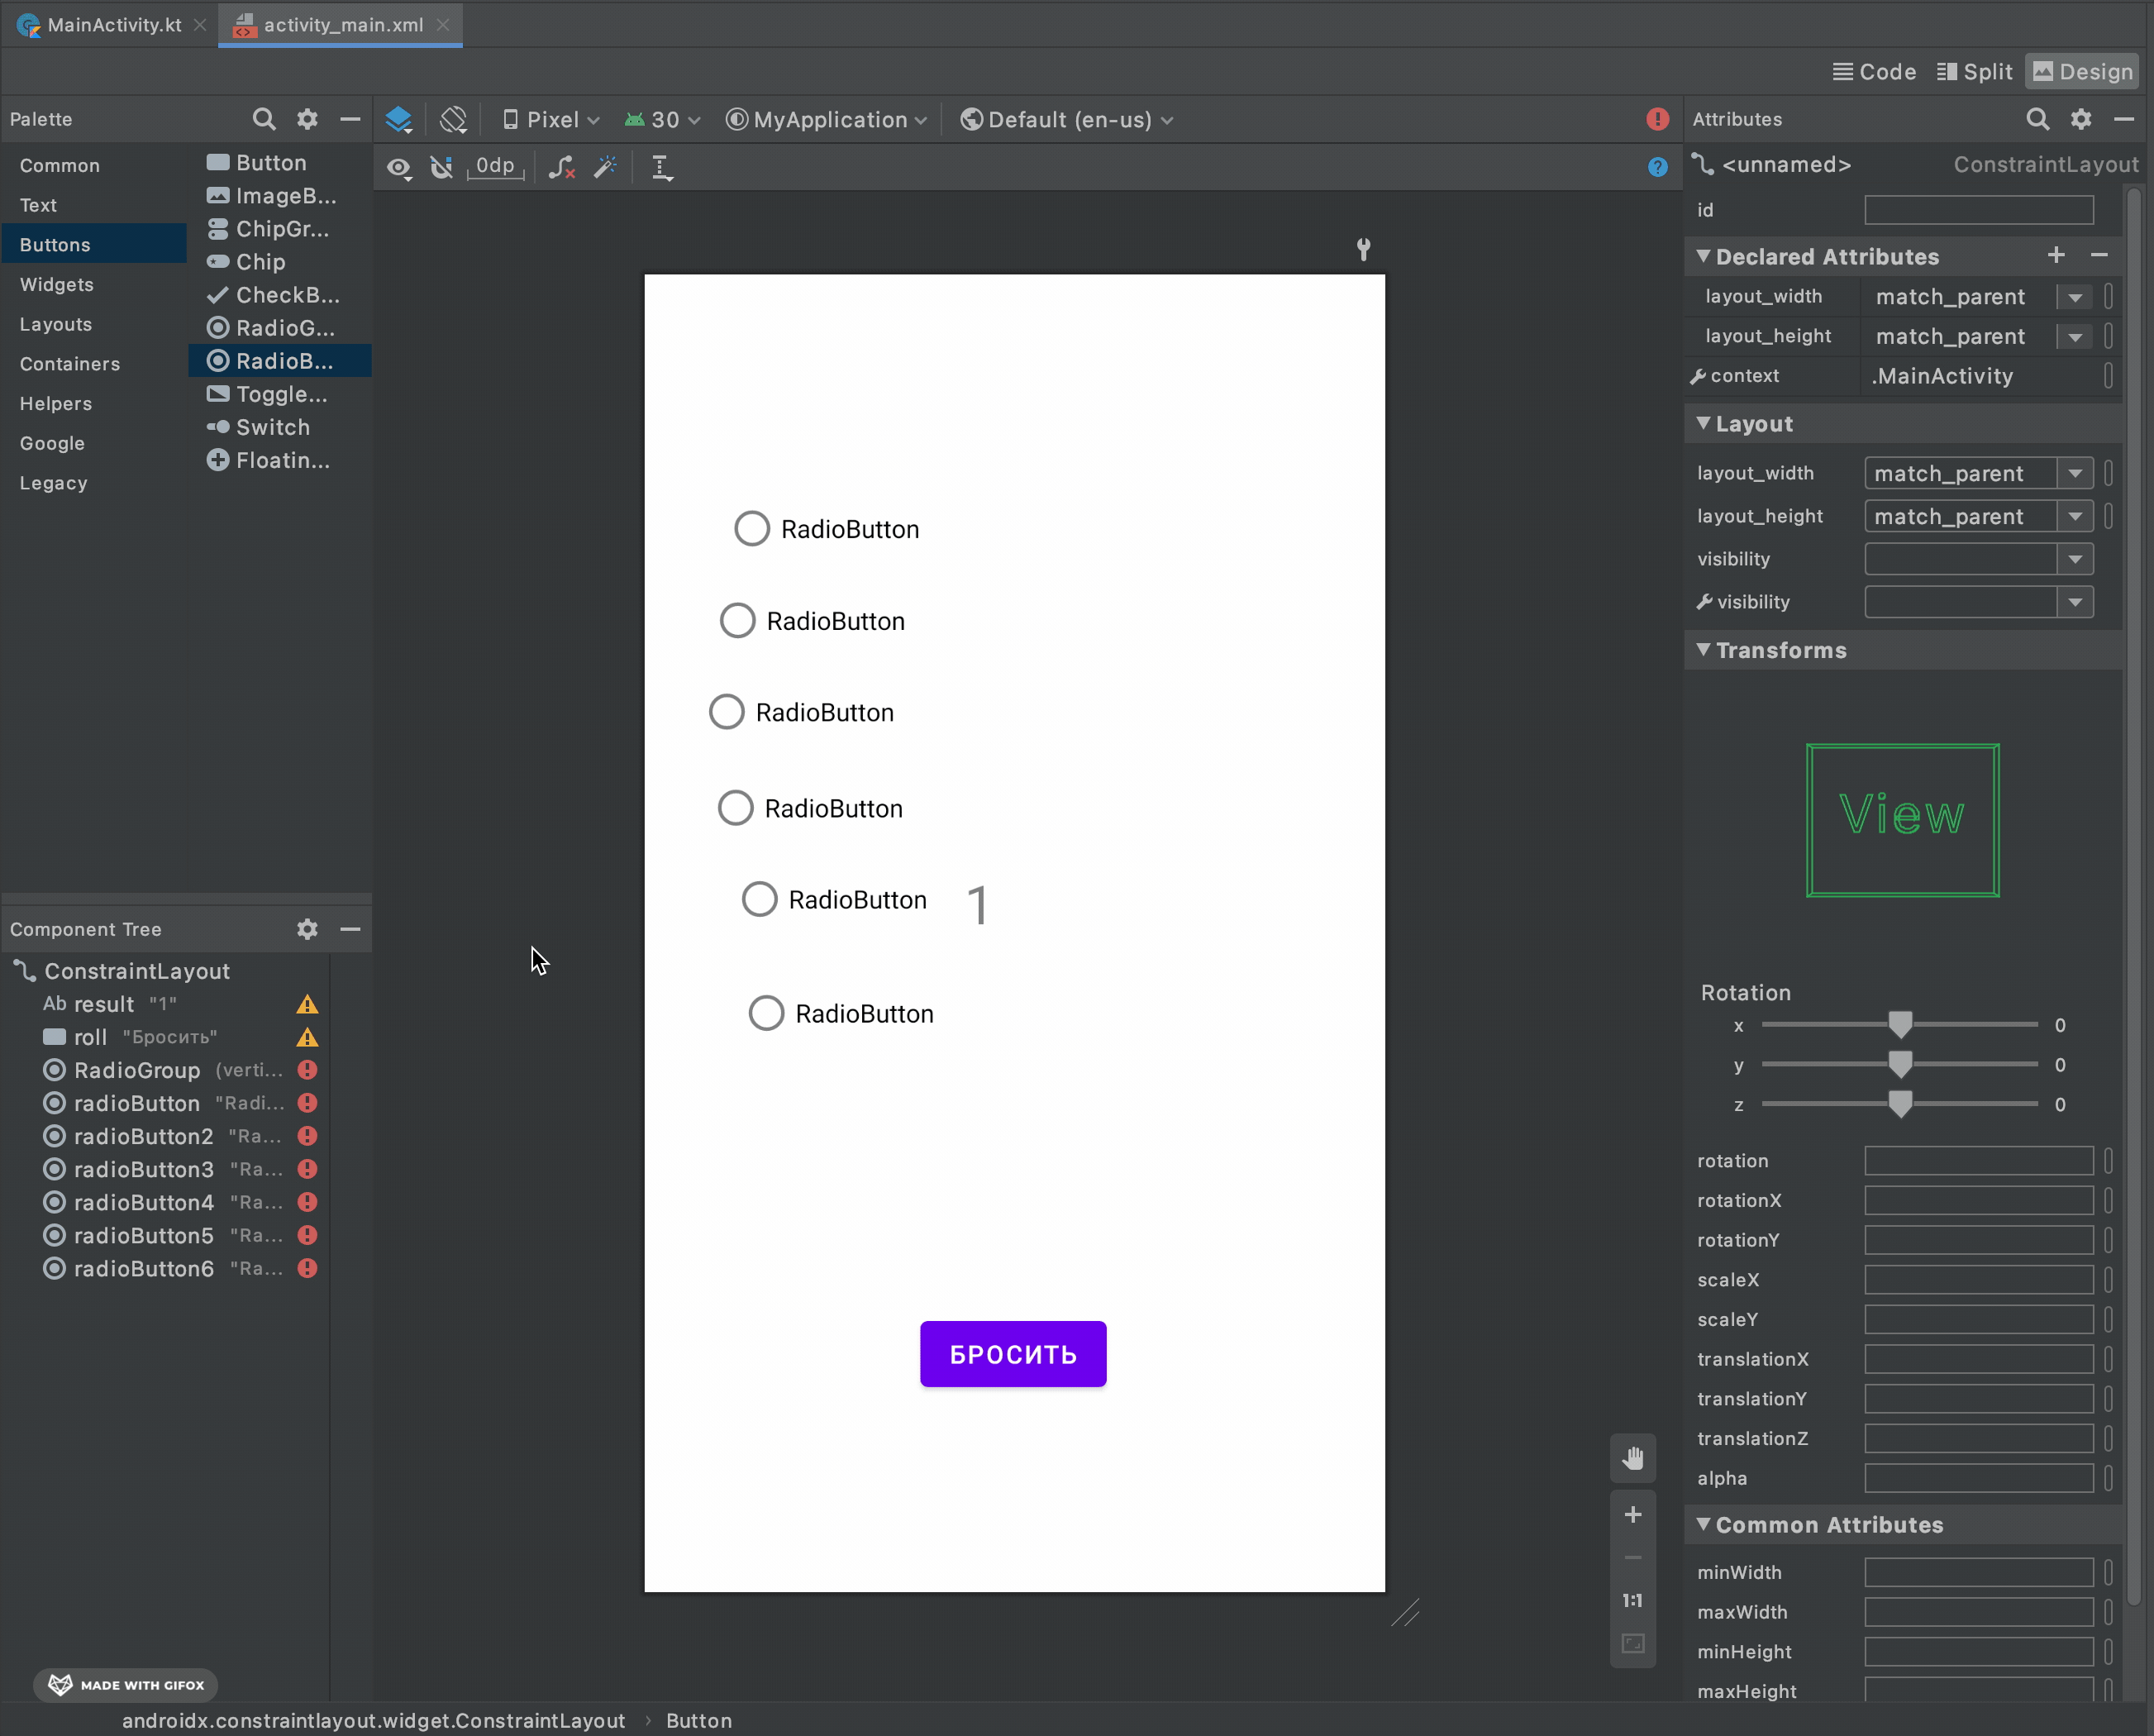 MainActivity.kt
activity_main.xml
Code
Split
Design
Palette
Pixel
30
MyApplication
Default (en-us)
Attributes
0dp
Common
Text
Buttons
Widgets
Layouts
Containers
Helpers
Google
Legacy
Button
ImageB...
ChipGr...
Chip
CheckB...
RadioG...
RadioB...
Toggle...
Switch
Floatin...
RadioButton
RadioButton
RadioButton
RadioButton
RadioButton 1
RadioButton
БРОСИТЬ
Component Tree
ConstraintLayout
Ab result "1"
roll "Бросить"
RadioGroup (verti...
radioButton "Radi...
radioButton2 "Ra...
radioButton3 "Ra...
radioButton4 "Ra...
radioButton5 "Ra...
radioButton6 "Ra...
<unnamed> ConstraintLayout
id
Declared Attributes
layout_width match_parent
layout_height match_parent
context .MainActivity
Layout
layout_width match_parent
layout_height match_parent
visibility
visibility
Transforms
View
Rotation
x 0
y 0
z 0
rotation
rotationX
rotationY
scaleX
scaleY
translationX
translationY
translationZ
alpha
Common Attributes
minWidth
maxWidth
minHeight
maxHeight
1:1
MADE WITH GIFOX
androidx.constraintlayout.widget.ConstraintLayout › Button